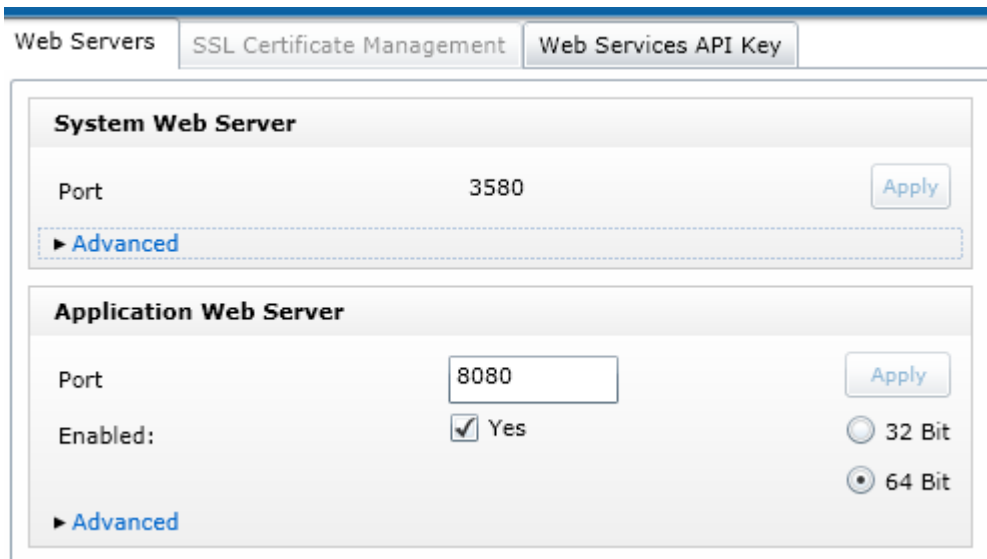 Web Servers SSL Certificate Management Web Services API Key
System Web Server
Port 3580 Apply
Advanced
Application Web Server
Port 8080 Apply
Enabled: Yes 32 Bit
64 Bit
Advanced